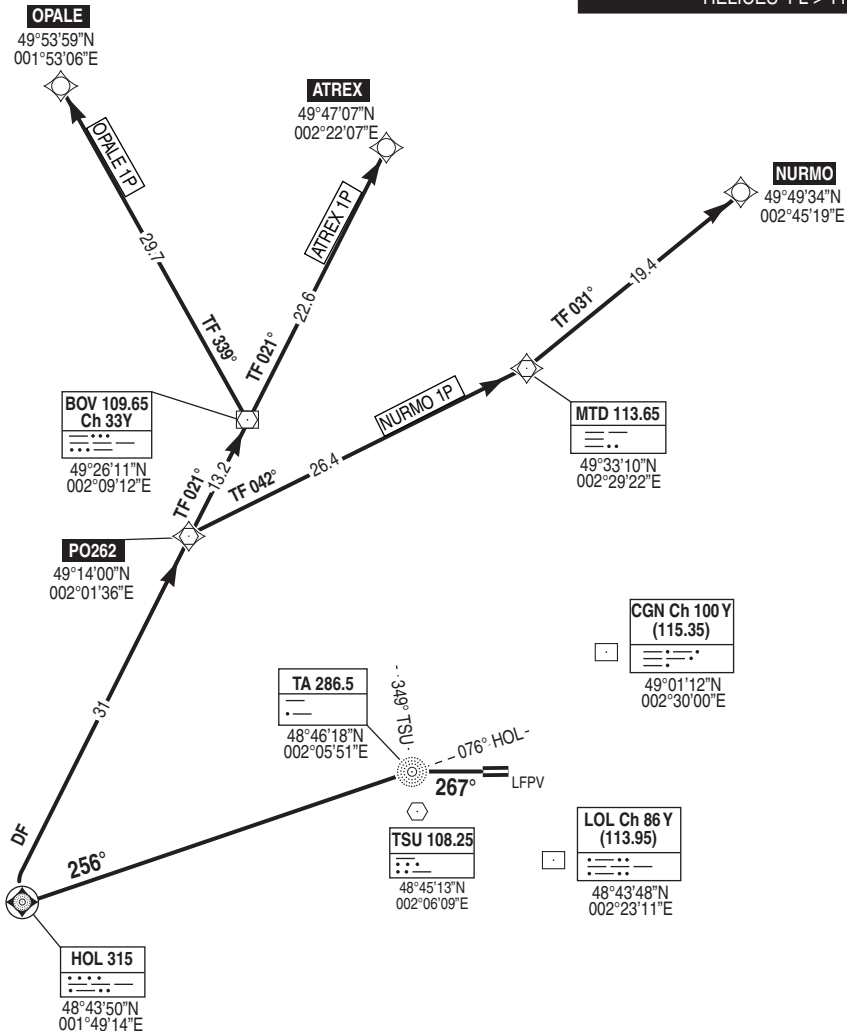 HELICES
OPALE
49°53'59"N
001°53'06"E
ATREX
49°47'07"N
002°22'07"E
NURMO
49°49'34"N
002°45'19"E
OPALE 1P
ATREX 1P
29.7
22.6
19.4
TF 339°
TF 021°
TF 031°
BOV 109.65
Ch 33Y
49°26'11"N
002°09'12"E
NURMO 1P
MTD 113.65
49°33'10"N
002°29'22"E
TF 021°
13.2
TF 042°
26.4
PO262
49°14'00"N
002°01'36"E
CGN Ch 100 Y
(115.35)
49°01'12"N
002°30'00"E
31
TA 286.5
48°46'18"N
002°05'51"E
349° TSU
076° HOL
267°
LFPV
TSU 108.25
48°45'13"N
002°06'09"E
LOL Ch 86 Y
(113.95)
48°43'48"N
002°23'11"E
DF
256°
HOL 315
48°43'50"N
001°49'14"E